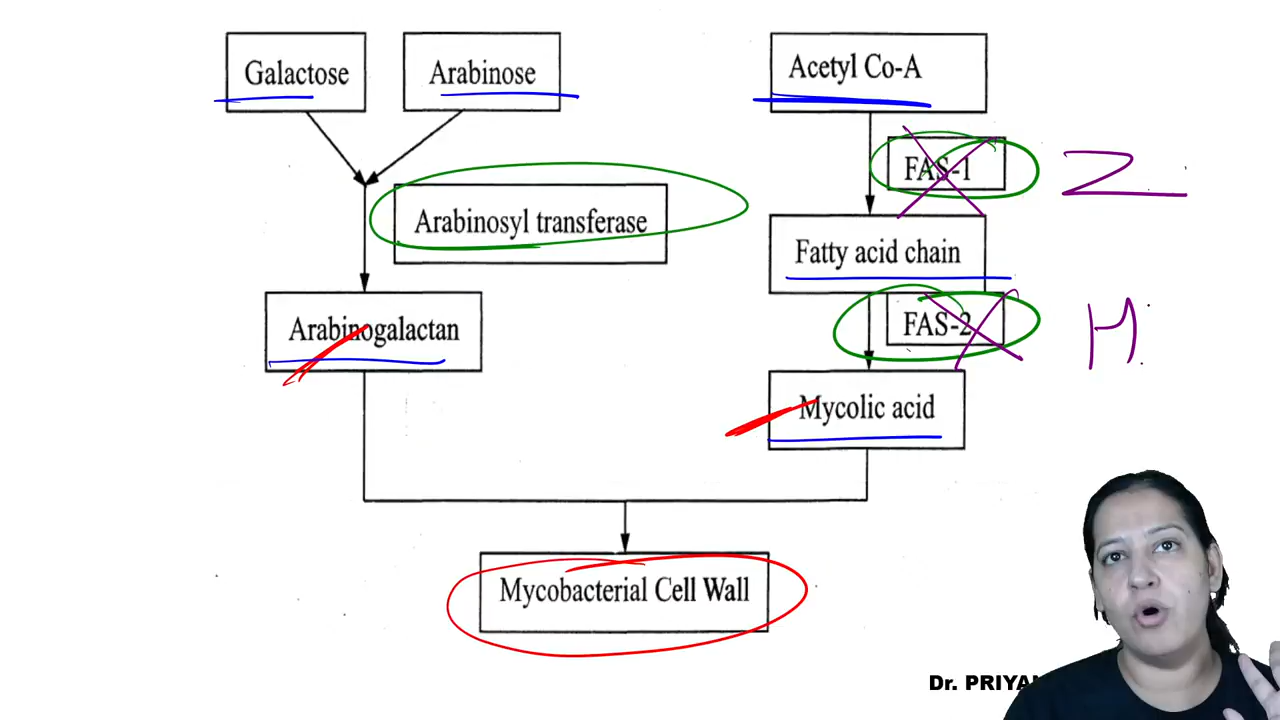 Galactose
Arabinose
Acetyl Co-A
FAS-1
Z
Arabinosyl transferase
Fatty acid chain
Arabinogalactan
FAS-2
H
Mycolic acid
Mycobacterial Cell Wall
Dr.